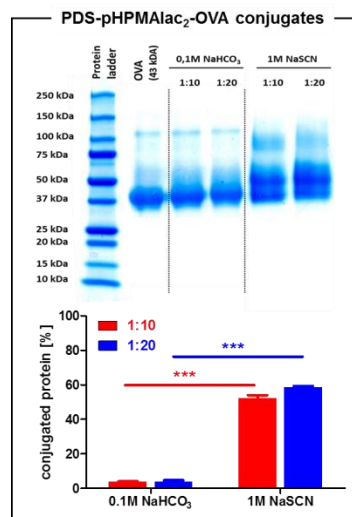 PDS-pHPMAlac₂-OVA conjugates
Protein ladder
OVA (43 kDA)
0,1M NaHCO₃
1M NaSCN
1:10
1:20
1:10
1:20
250 kDa
150 kDa
100 kDa
75 kDa
50 kDa
37 kDa
25 kDa
20 kDa
15 kDa
10 kDa
conjugated protein [%]
100
80
60
40
20
0
1:10
1:20
***
***
0.1M NaHCO₃
1M NaSCN